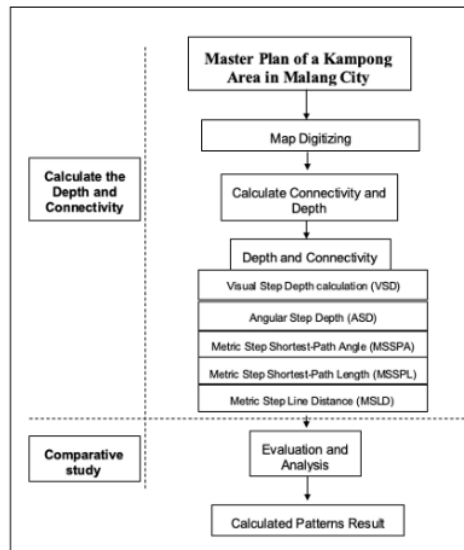 Master Plan of a Kampong
Area in Malang City
Map Digitizing
Calculate the
Depth and
Connectivity
Calculate Connectivity and
Depth
Depth and Connectivity
Visual Step Depth calculation (VSD)
Angular Step Depth (ASD)
Metric Step Shortest-Path Angle (MSSPA)
Metric Step Shortest-Path Length (MSSPL)
Metric Step Line Distance (MSLD)
Comparative
study
Evaluation and
Analysis
Calculated Patterns Result